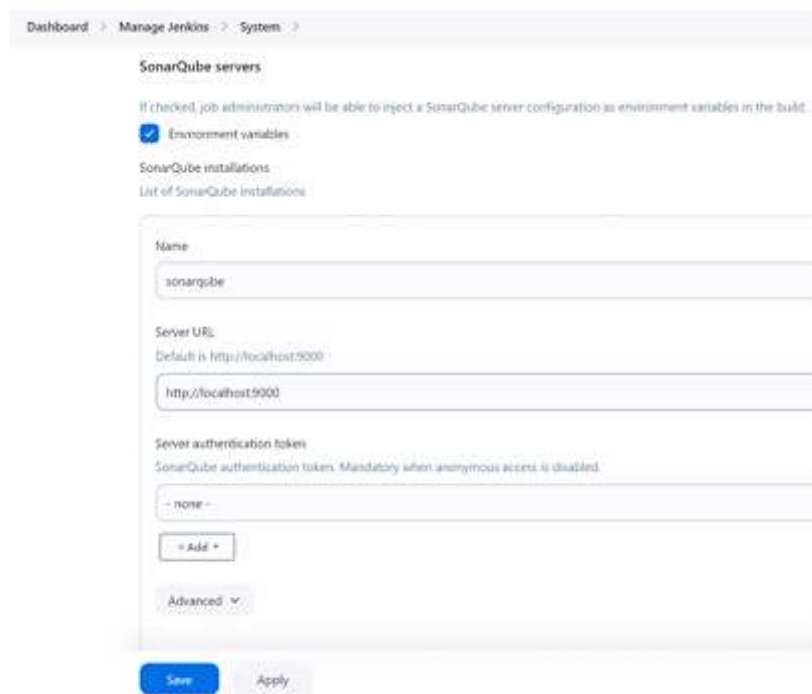 Dashboard > Manage Jenkins > System >
SonarQube servers
If checked, job administrators will be able to inject a SonarQube server configuration as environment variables in the build.
Environment variables
SonarQube installations
List of SonarQube installations
Name
sonarqube
Server URL
Default is http://localhost:9000
http://localhost:9000
Server authentication token
SonarQube authentication token. Mandatory when anonymous access is disabled.
- none -
+ Add
Advanced
Save Apply